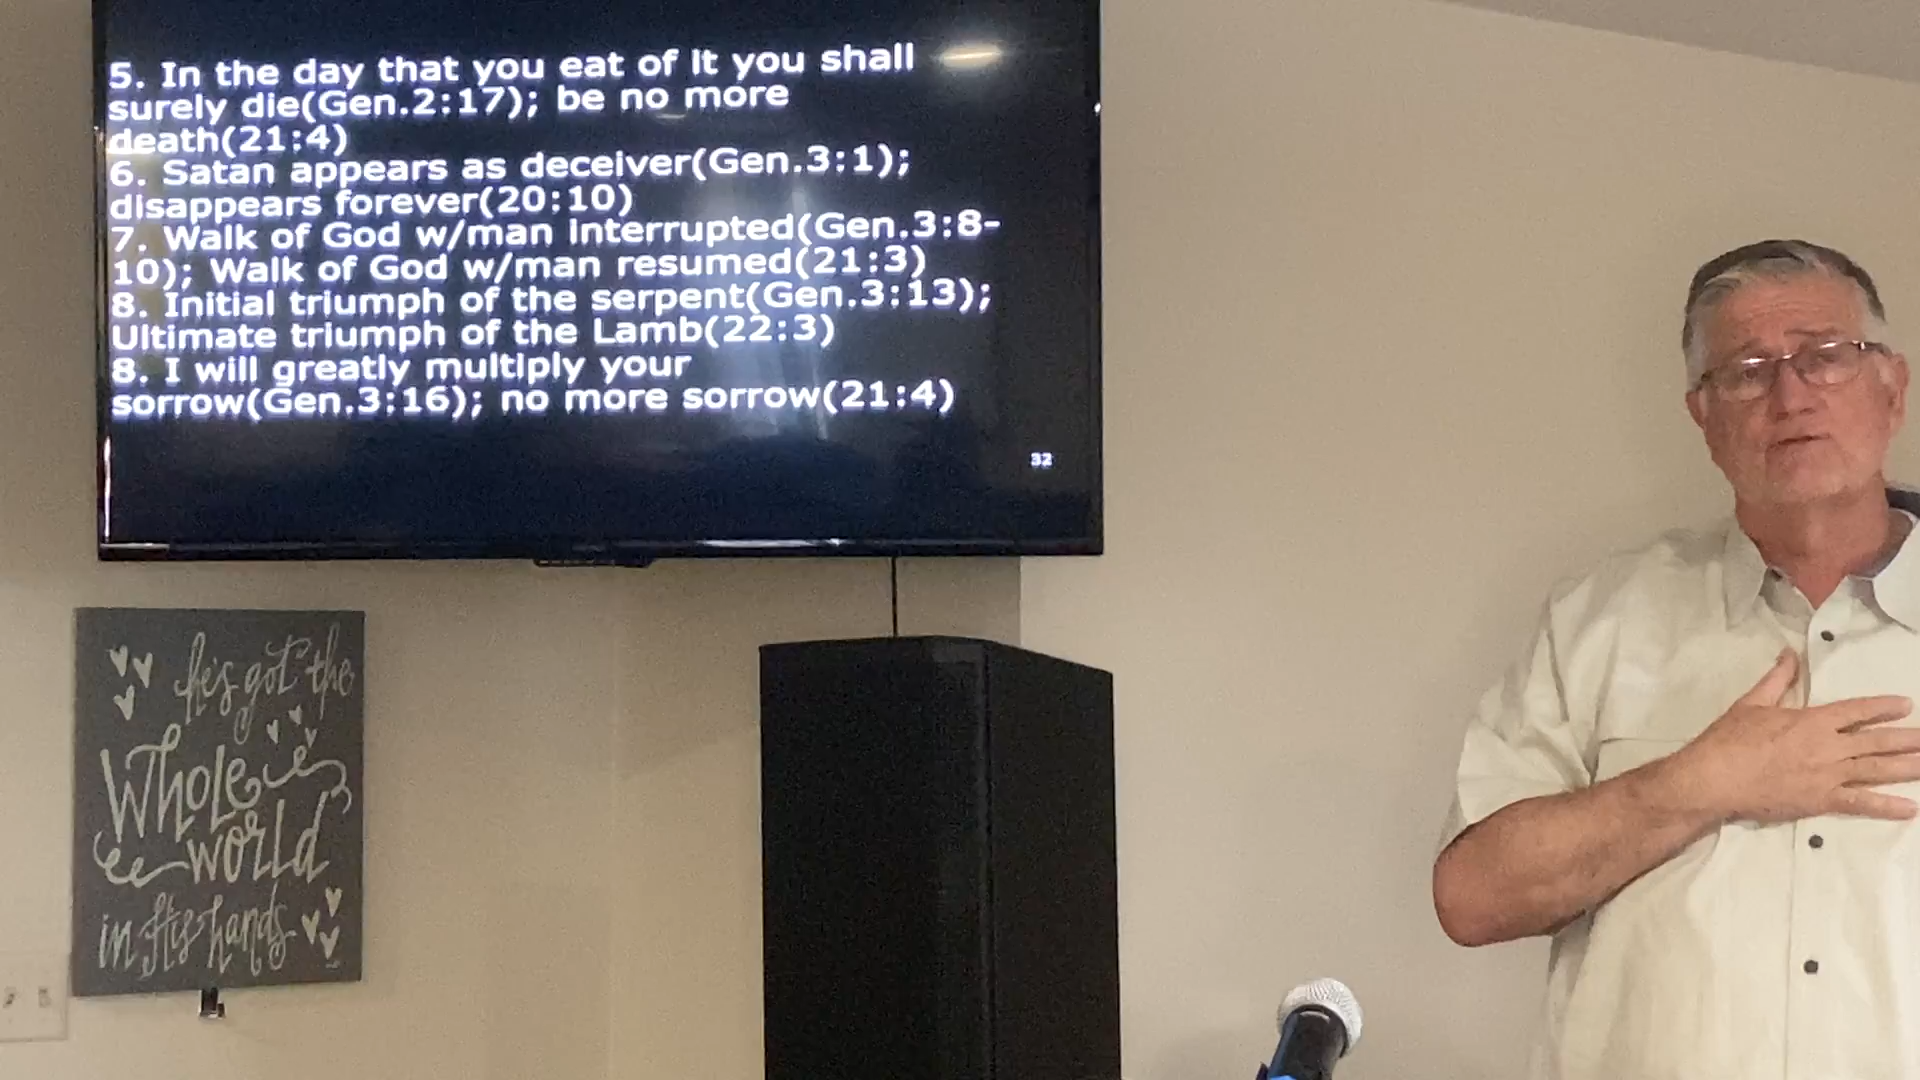 5. In the day that you eat of it you shall
surely die(Gen.2:17); be no more
death(21:4)
6. Satan appears as deceiver(Gen.3:1);
disappears forever(20:10)
7. Walk of God w/man interrupted(Gen.3:8-
10); Walk of God w/man resumed(21:3)
8. Initial triumph of the serpent(Gen.3:13);
Ultimate triumph of the Lamb(22:3)
8. I will greatly multiply your
sorrow(Gen.3:16); no more sorrow(21:4)
32
he's got the
Whole
world
in His hands